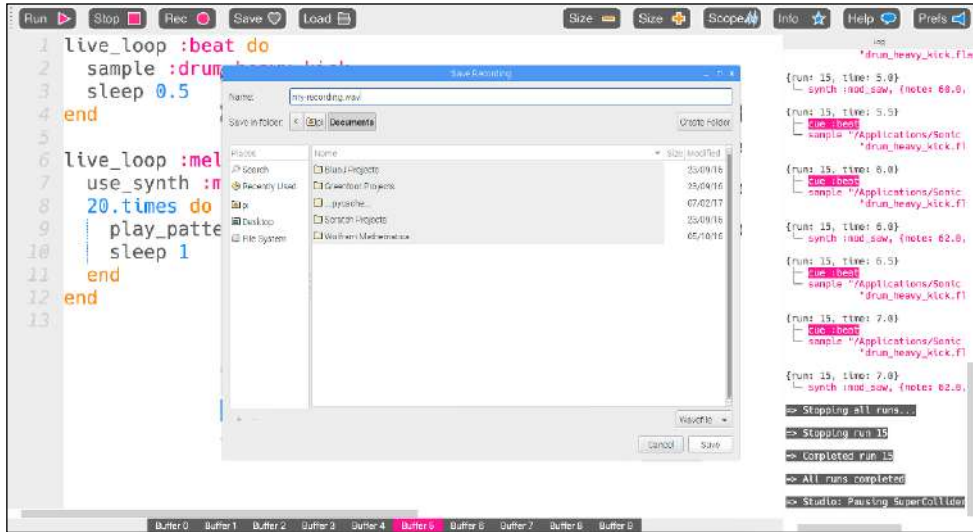 Run Stop Rec Save Load Size Size Scope Info Help Prefs
1 live_loop :beat do
2 sample :drum_heavy_kick
3 sleep 0.5
4 end
5
6 live_loop :mel
7 use_synth :m
8 20.times do
9 play_patte
10 sleep 1
11 end
12 end
13
Save Recording
Name: my-recording.wav
Save in folder: pi Documents Create Folder
Places Name Size Modified
Search BlueJ Projects 23/09/16
Recently Used Greenfoot Projects 23/09/16
pi __pycache__ 07/02/17
Desktop Scratch Projects 23/09/16
File System Wolfram Mathematica 05/10/16
Wavefile
Cancel Save
Log
"drum_heavy_kick.fla
{run: 15, time: 5.0}
synth :mod_saw, {note: 60.0,
{run: 15, time: 5.5}
cue :beat
sample "/Applications/Sonic
"drum_heavy_kick.fl
{run: 15, time: 6.0}
cue :beat
sample "/Applications/Sonic
"drum_heavy_kick.fl
{run: 15, time: 6.0}
synth :mod_saw, {note: 62.0,
{run: 15, time: 6.5}
cue :beat
sample "/Applications/Sonic
"drum_heavy_kick.fl
{run: 15, time: 7.0}
cue :beat
sample "/Applications/Sonic
"drum_heavy_kick.fl
{run: 15, time: 7.0}
synth :mod_saw, {note: 62.0,
=> Stopping all runs...
=> Stopping run 15
=> Completed run 15
=> All runs completed
=> Studio: Pausing SuperCollider
Buffer 0 Buffer 1 Buffer 2 Buffer 3 Buffer 4 Buffer 5 Buffer 6 Buffer 7 Buffer 8 Buffer 9